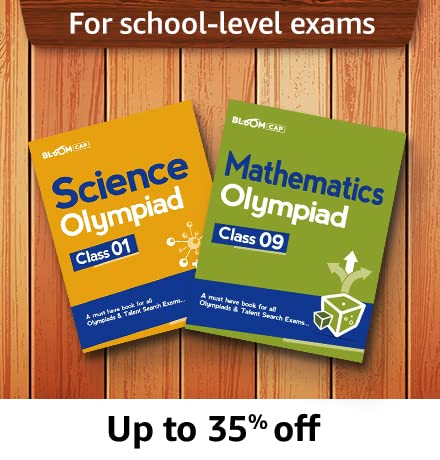 For school-level exams
BLOOM CAP
Science
Olympiad
Class 01
A must have book for all
Olympiads & Talent Search Exams...
BLOOM CAP
Mathematics
Olympiad
Class 09
A must have book for all
Olympiads & Talent Search Exams...
Up to 35% off